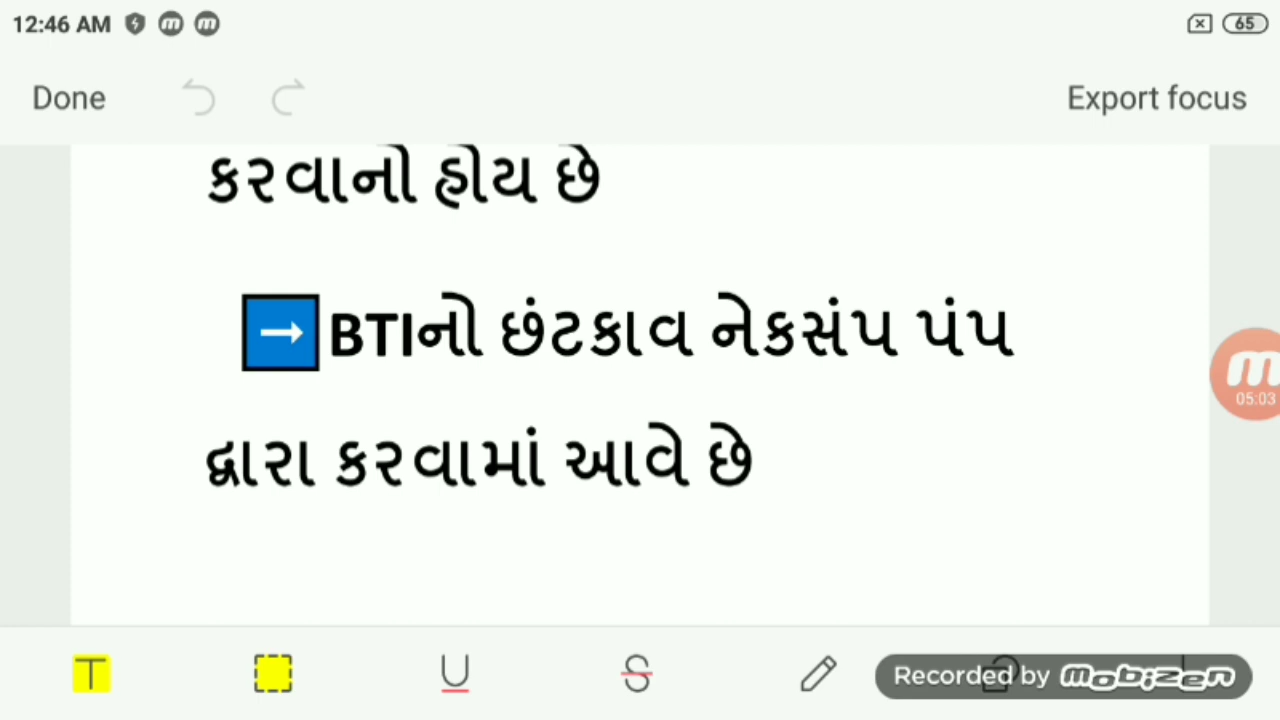 12:46 AM
65
Done
Export focus
કરવાનો હોય છે
BTIનો છંટકાવ નેકસંપ પંપ
05:03
દ્વારા કરવામાં આવે છે
Recorded by mobizen